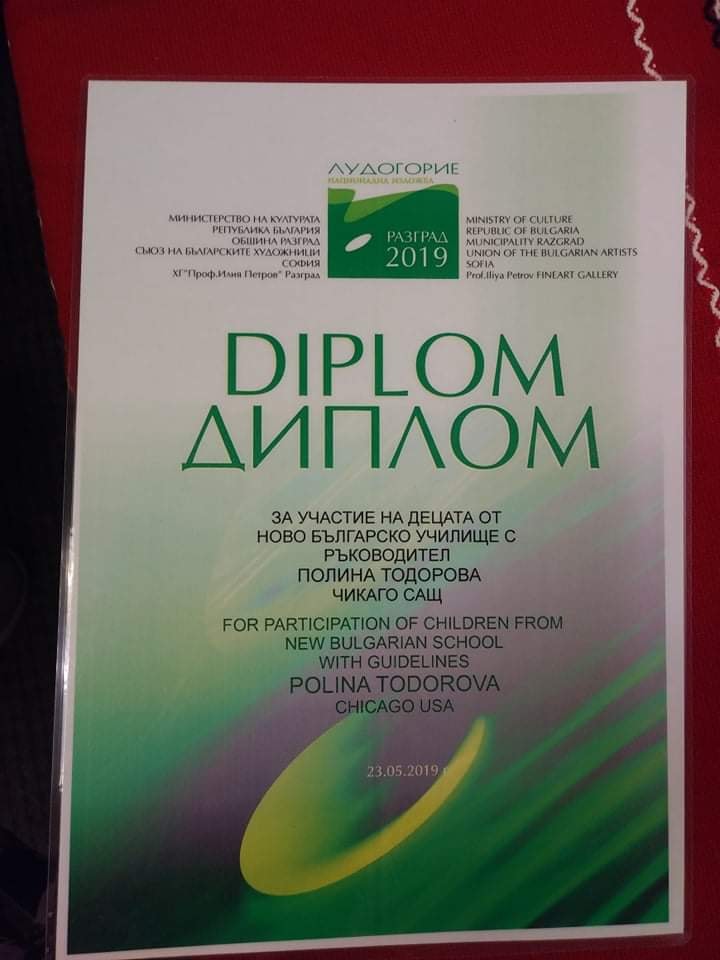 ЛУДОГОРИЕ
НАЦИОНАЛНА ИЗЛОЖБА
РАЗГРАД
2019
МИНИСТЕРСТВО НА КУЛТУРАТА
РЕПУБЛИКА БЪЛГАРИЯ
ОБЩИНА РАЗГРАД
СЪЮЗ НА БЪЛГАРСКИТЕ ХУДОЖНИЦИ
СОФИЯ
ХГ"Проф.Илия Петров" Разград
MINISTRY OF CULTURE
REPUBLIC OF BULGARIA
MUNICIPALITY RAZGRAD
UNION OF THE BULGARIAN ARTISTS
SOFIA
Prof.Iliya Petrov FINEART GALLERY
DIPLOM
ДИПЛОМ
ЗА УЧАСТИЕ НА ДЕЦАТА ОТ
НОВО БЪЛГАРСКО УЧИЛИЩЕ С
РЪКОВОДИТЕЛ
ПОЛИНА ТОДОРОВА
ЧИКАГО САЩ
FOR PARTICIPATION OF CHILDREN FROM
NEW BULGARIAN SCHOOL
WITH GUIDELINES
POLINA TODOROVA
CHICAGO USA
23.05.2019 г